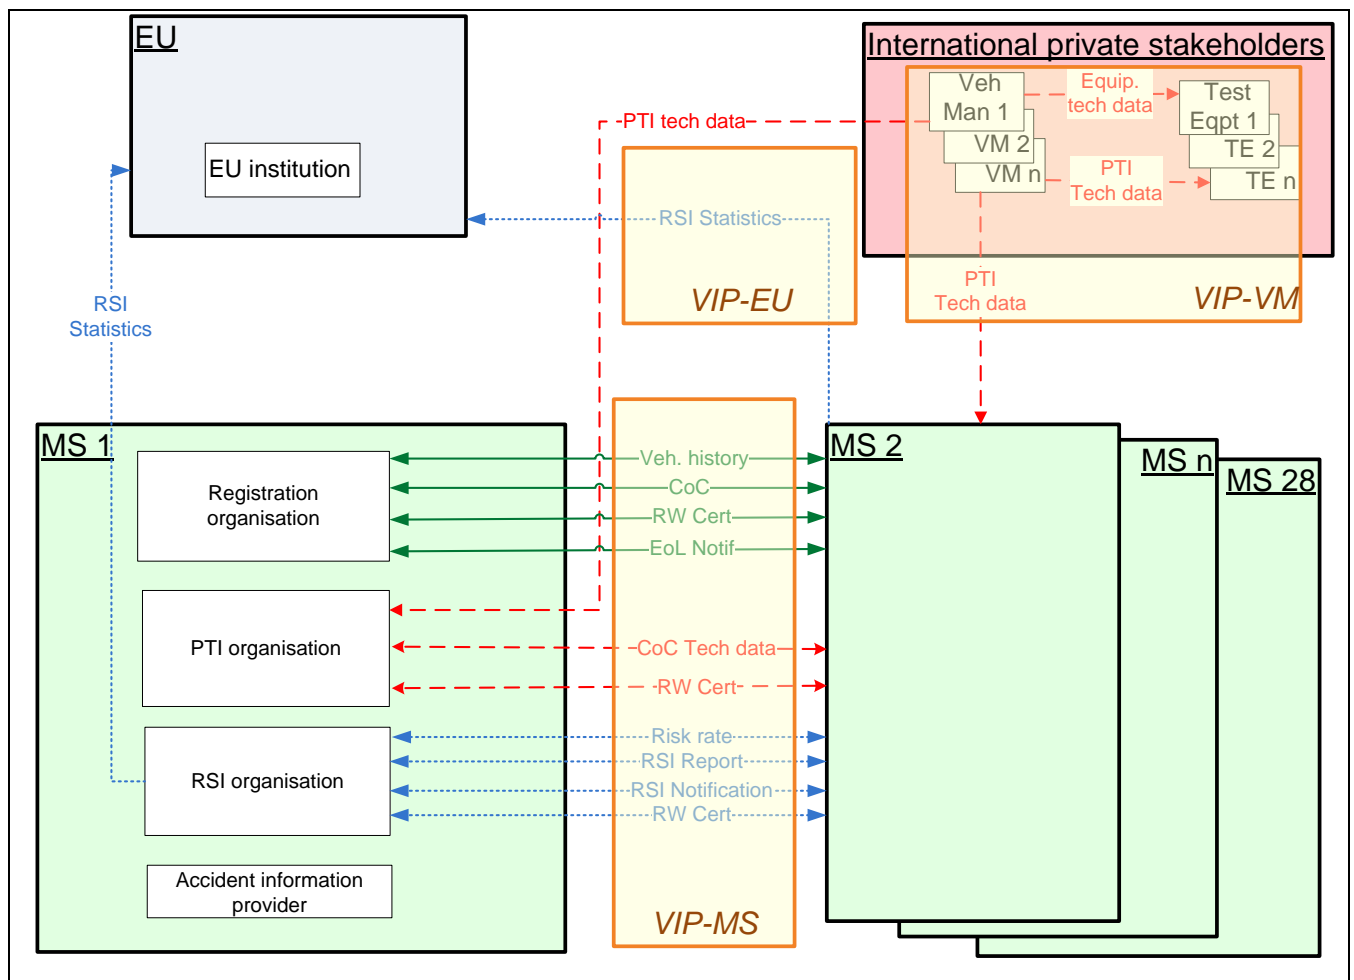 EU
EU institution
International private stakeholders
Veh
Man 1
VM 2
VM n
Equip.
tech data
Test
Eqpt 1
TE 2
TE n
PTI
Tech data
PTI tech data
RSI Statistics
VIP-EU
PTI
Tech data
VIP-VM
RSI
Statistics
MS 1
Registration
organisation
PTI organisation
RSI organisation
Accident information
provider
Veh. history
CoC
RW Cert
EoL Notif
CoC Tech data
RW Cert
Risk rate
RSI Report
RSI Notification
RW Cert
VIP-MS
MS 2
MS n
MS 28